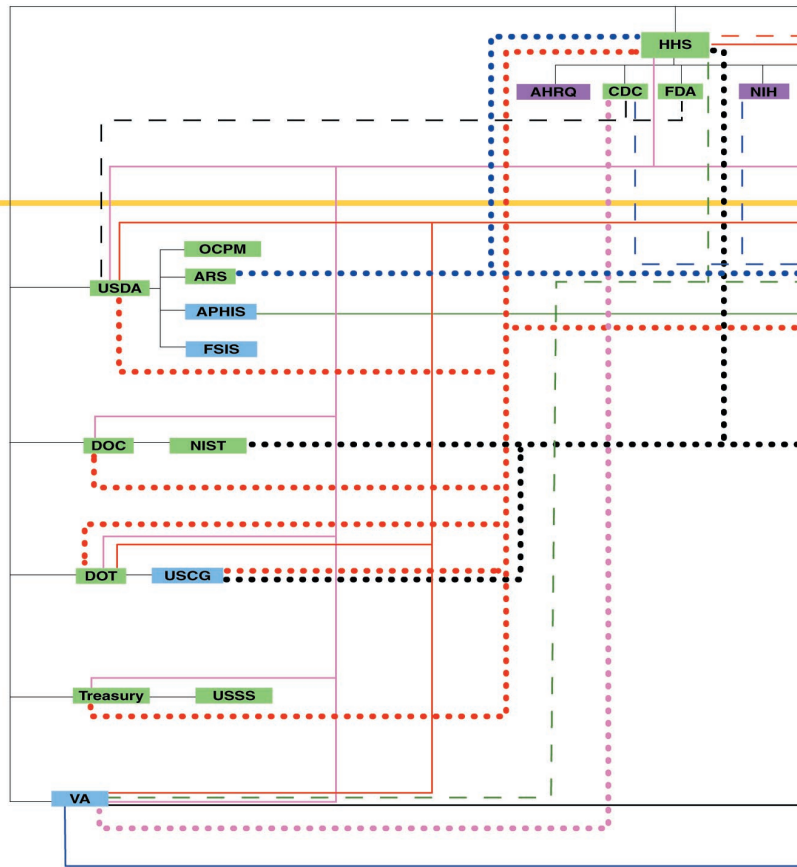 HHS
AHRQ
CDC
FDA
NIH
OCPM
USDA
ARS
APHIS
FSIS
DOC
NIST
DOT
USCG
Treasury
USSS
VA